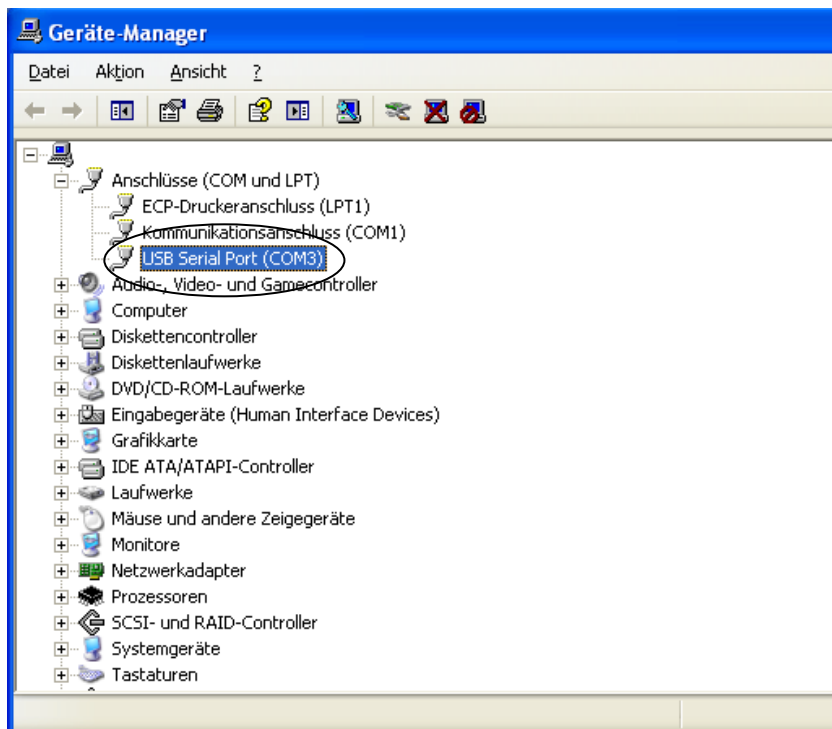 Geräte-Manager
Datei Aktion Ansicht ?
Anschlüsse (COM und LPT)
ECP-Druckeranschluss (LPT1)
Kommunikationsanschluss (COM1)
USB Serial Port (COM3)
Audio-, Video- und Gamecontroller
Computer
Diskettencontroller
Diskettenlaufwerke
DVD/CD-ROM-Laufwerke
Eingabegeräte (Human Interface Devices)
Grafikkarte
IDE ATA/ATAPI-Controller
Laufwerke
Mäuse und andere Zeigegeräte
Monitore
Netzwerkadapter
Prozessoren
SCSI- und RAID-Controller
Systemgeräte
Tastaturen